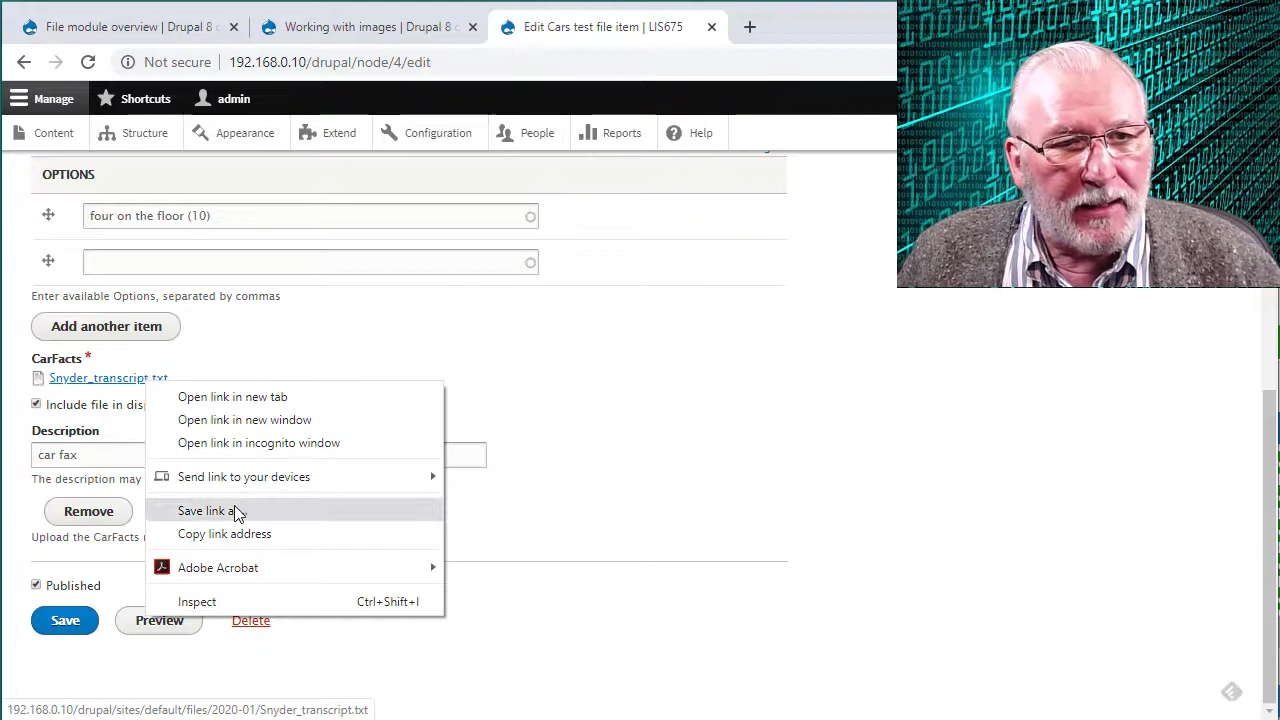 File module overview | Drupal
Working with images | Drupal 8
Edit Cars test file item | LIS675
Not secu 192.168.0.10/drupal/node/4/edit
Manage Shortcuts admin
Content Structure Appearance Extend Configuration People Reports Help
OPTIONS
four on the floor (10)
Enter available Options, separated by commas
Add another item
CarFacts *
Snyder_transcript.txt
Include file in disp
Description
car fax
The description may
Remove
Upload the CarFacts
Published
Save Preview Delete
Open link in new tab
Open link in new window
Open link in incognito window
Send link to your devices
Save link a...
Copy link address
Adobe Acrobat
Inspect Ctrl+Shift+I
192.168.0.10/drupal/sites/default/files/2020-01/Snyder_transcript.txt